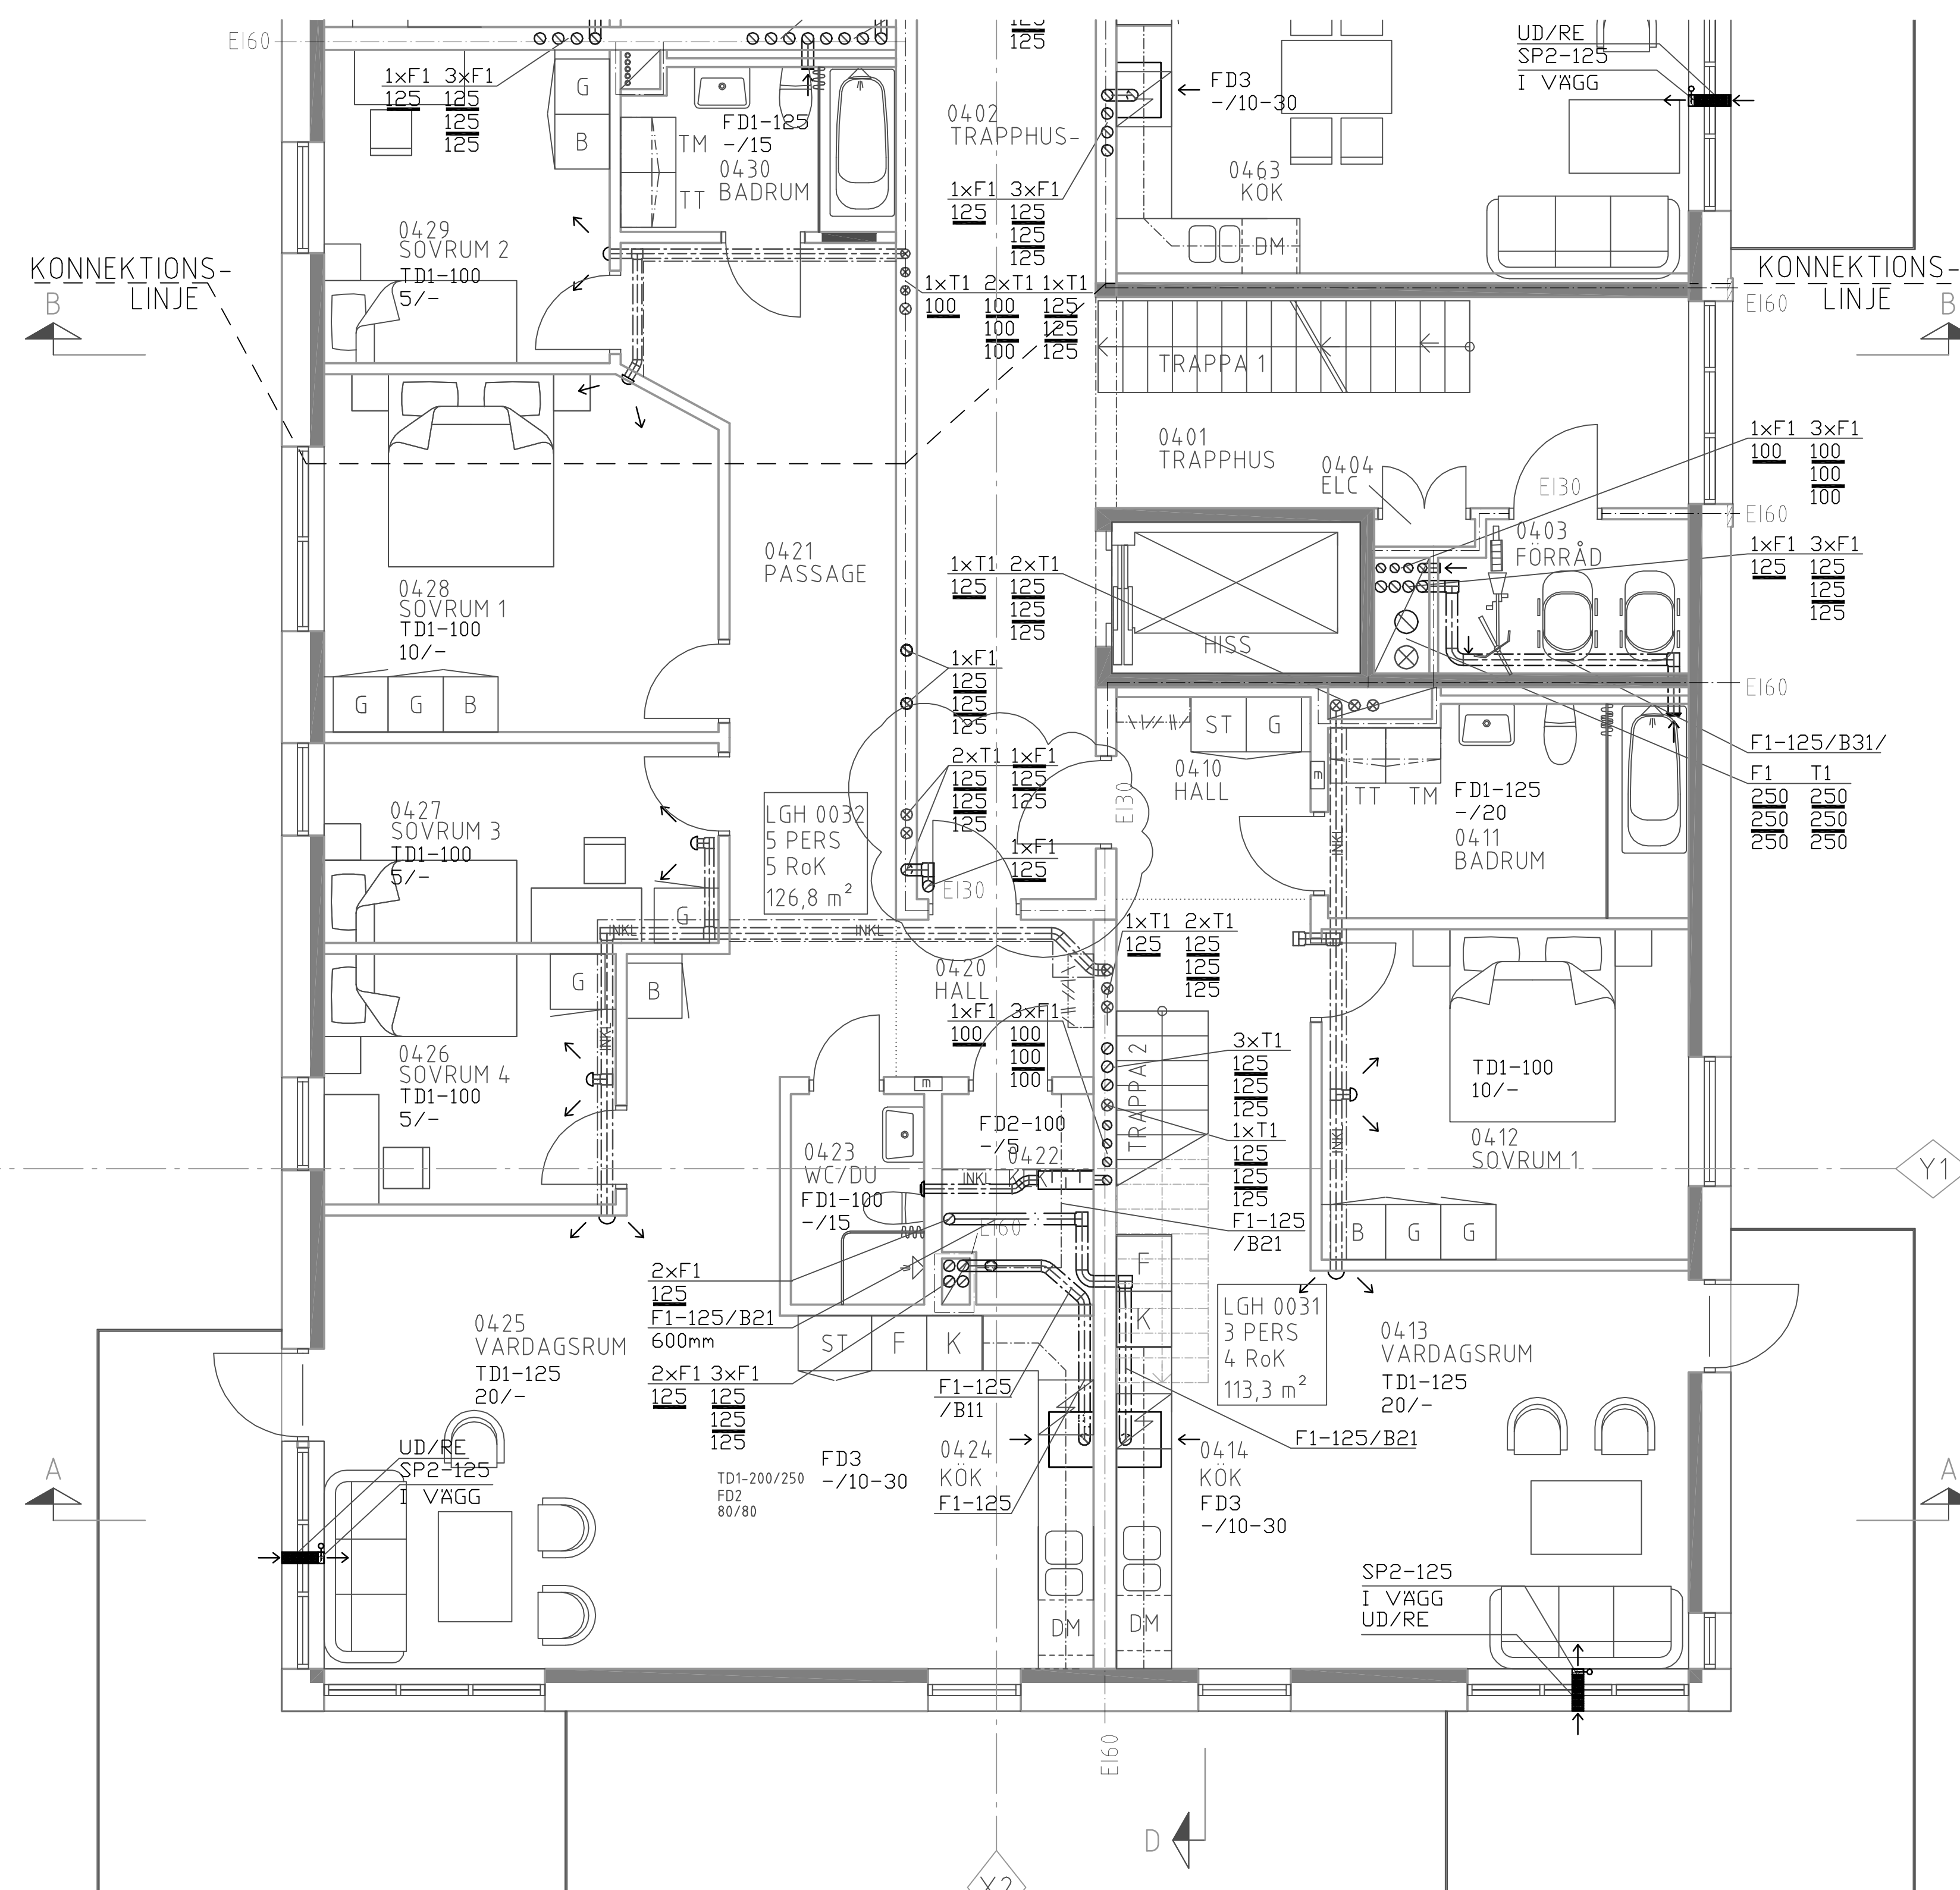 125
125
EI60
1xF1 3xF1
125 125
125
125
G
B
TM
TT
FD1-125
-/15
0430
BADRUM
0402
TRAPPHUS-
1xF1 3xF1
125 125
125
125
FD3
-/10-30
0463
KÖK
DM
UD/RE
SP2-125
I VÄGG
0429
SOVRUM 2
TD1-100
5/-
KONNEKTIONS-
LINJE
B
KONNEKTIONS-
LINJE
EI60
B
1xT1 2xT1 1xT1
100 100 125
100 125
100 125
TRAPPA 1
0401
TRAPPHUS
0404
ELC
EI30
1xF1 3xF1
100 100
100
100
EI60
0403
FÖRRÅD
1xF1 3xF1
125 125
125
125
0421
PASSAGE
1xT1 2xT1
125 125
125
125
0428
SOVRUM 1
TD1-100
10/-
G G B
HISS
1xF1
125
125
125
EI60
ST G
m
0410
HALL
TT TM
FD1-125
-/20
0411
BADRUM
F1-125/B31/
F1 T1
250 250
250 250
250 250
2xT1 1xF1
125 125
125 125
125
EI30
0427
SOVRUM 3
TD1-100
5/-
LGH 0032
5 PERS
5 RoK
126,8 m²
1xF1
125
EI30
INKL
G
INKL
INKL
1xT1 2xT1
125 125
125
125
0420
HALL
G
B
1xF1 3xF1
100 100
100
100
INKL
0426
SOVRUM 4
TD1-100
5/-
m
3xT1
125
125
125
TRAPPA 2
1xT1
125
125
125
TD1-100
10/-
INKL
0412
SOVRUM 1
0423
WC/DU
FD1-100
-/15
FD2-100
-/5
0422
INKL
Y1
EI60
F1-125
/B21
B G G
2xF1
125
F1-125/B21
600mm
F
K
0425
VARDAGSRUM
TD1-125
20/-
ST F K
LGH 0031
3 PERS
4 RoK
113,3 m²
0413
VARDAGSRUM
TD1-125
20/-
2xF1 3xF1
125 125
125
125
F1-125
/B11
F1-125/B21
A
UD/RE
SP2-125
I VÄGG
TD1-200/250
FD2
80/80
FD3
-/10-30
0424
KÖK
F1-125
0414
KÖK
FD3
-/10-30
A
DM
DM
SP2-125
I VÄGG
UD/RE
EI60
D
X2